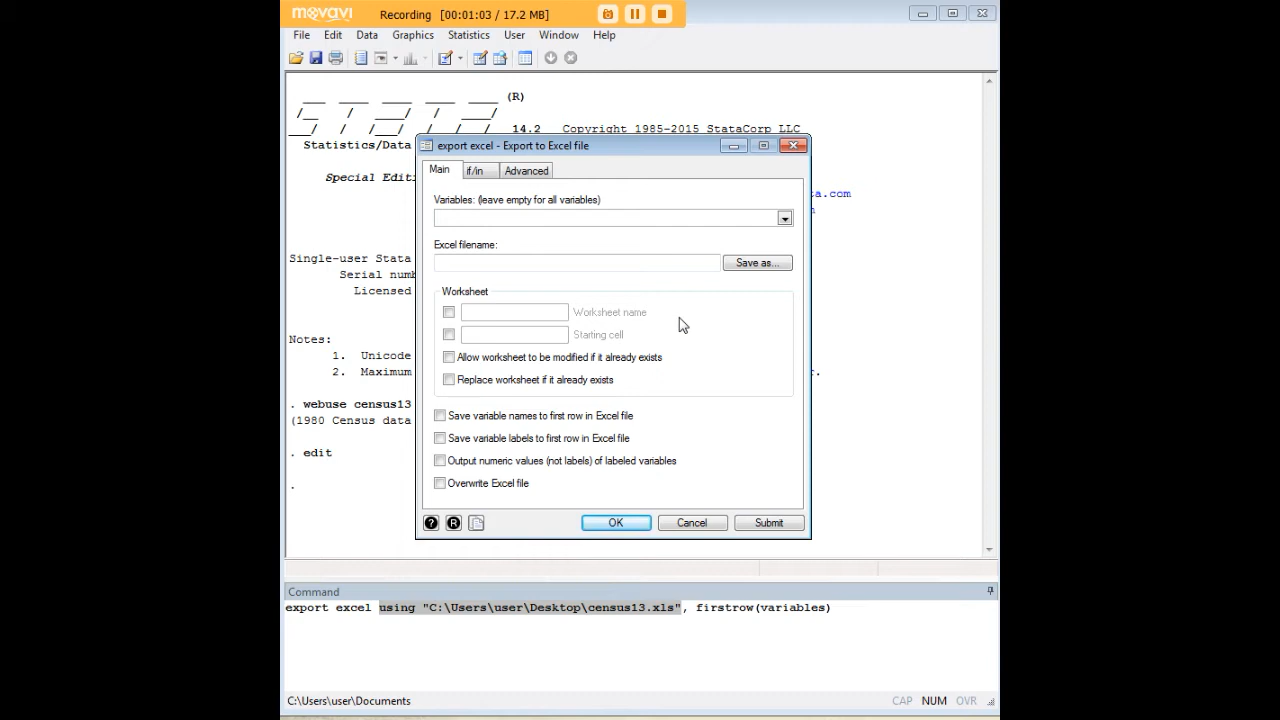 movavi
Recording [00:01:03 / 17.2 MB]
File Edit Data Graphics Statistics User Window Help
(R)
14.2 Copyright 1985-2015 StataCorp LLC
Statistics/Data
export excel - Export to Excel file
Main if/in Advanced
Special Edit
ta.com
Variables: (leave empty for all variables)
Excel filename:
Save as...
Single-user Stata
Serial num
Licensed
Worksheet
Worksheet name
Starting cell
Notes:
1. Unicode
2. Maximum
Allow worksheet to be modified if it already exists
Replace worksheet if it already exists
. webuse census13
(1980 Census data
. edit
.
Save variable names to first row in Excel file
Save variable labels to first row in Excel file
Output numeric values (not labels) of labeled variables
Overwrite Excel file
? R
OK Cancel Submit
Command
export excel using "C:\Users\user\Desktop\census13.xls", firstrow(variables)
C:\Users\user\Documents
CAP NUM OVR